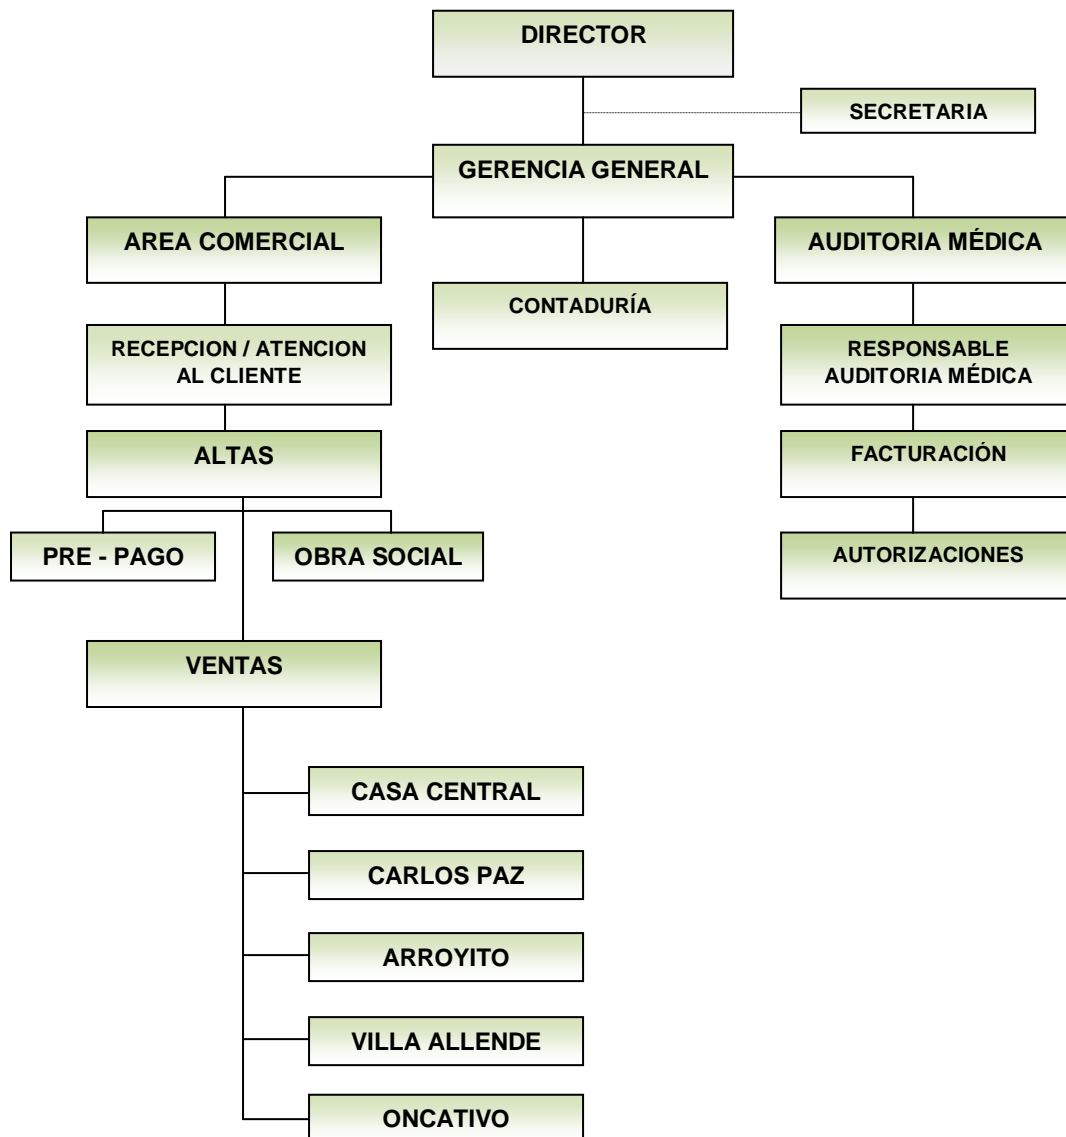 DIRECTOR
SECRETARIA
GERENCIA GENERAL
AREA COMERCIAL
AUDITORIA MÉDICA
CONTADURÍA
RECEPCION / ATENCION
AL CLIENTE
RESPONSABLE
AUDITORIA MÉDICA
ALTAS
FACTURACIÓN
PRE - PAGO
OBRA SOCIAL
AUTORIZACIONES
VENTAS
CASA CENTRAL
CARLOS PAZ
ARROYITO
VILLA ALLENDE
ONCATIVO